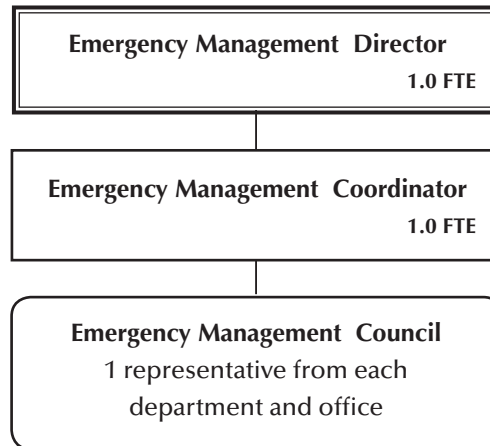 Emergency Management Director
1.0 FTE
Emergency Management Coordinator
1.0 FTE
Emergency Management Council
1 representative from each
department and office